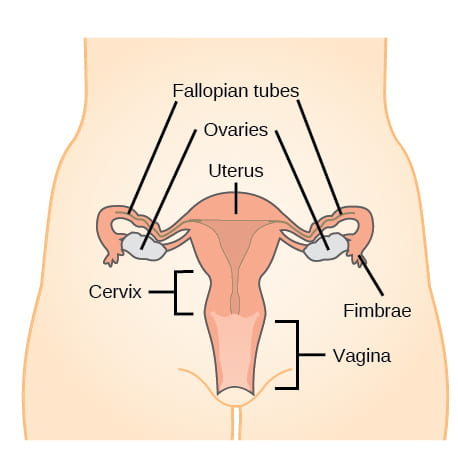 Fallopian tubes
Ovaries
Uterus
Cervix
Fimbrae
Vagina